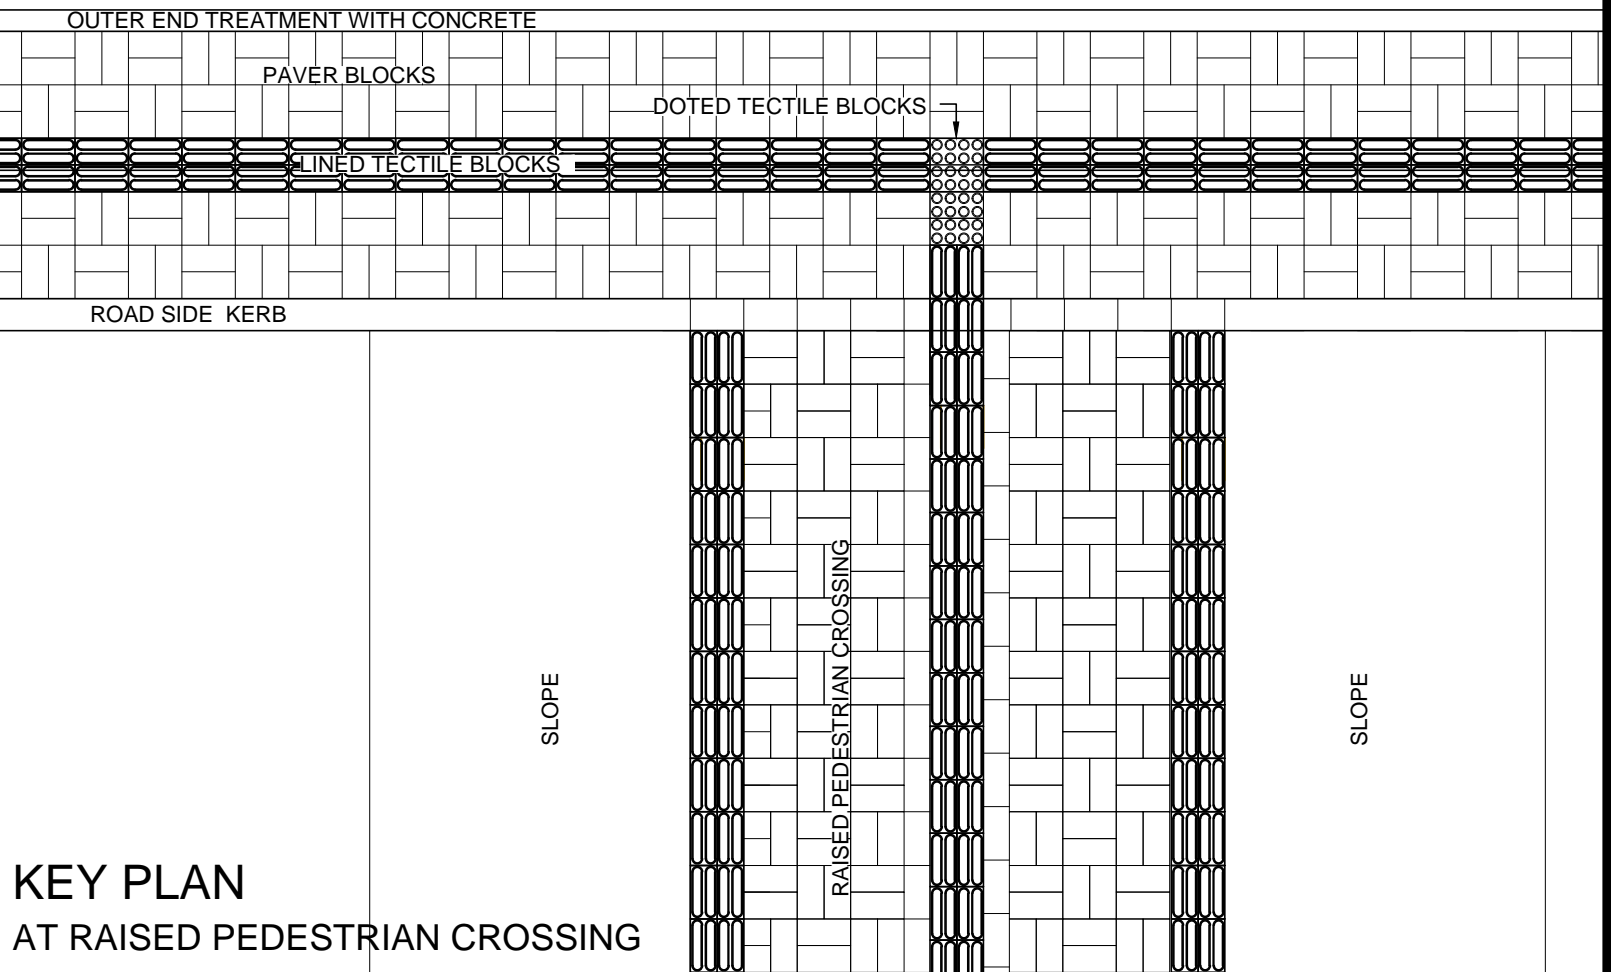 OUTER END TREATMENT WITH CONCRETE
PAVER BLOCKS
DOTED TECTILE BLOCKS
LINED TECTILE BLOCKS
ROAD SIDE KERB
SLOPE
RAISED PEDESTRIAN CROSSING
SLOPE
KEY PLAN
AT RAISED PEDESTRIAN CROSSING